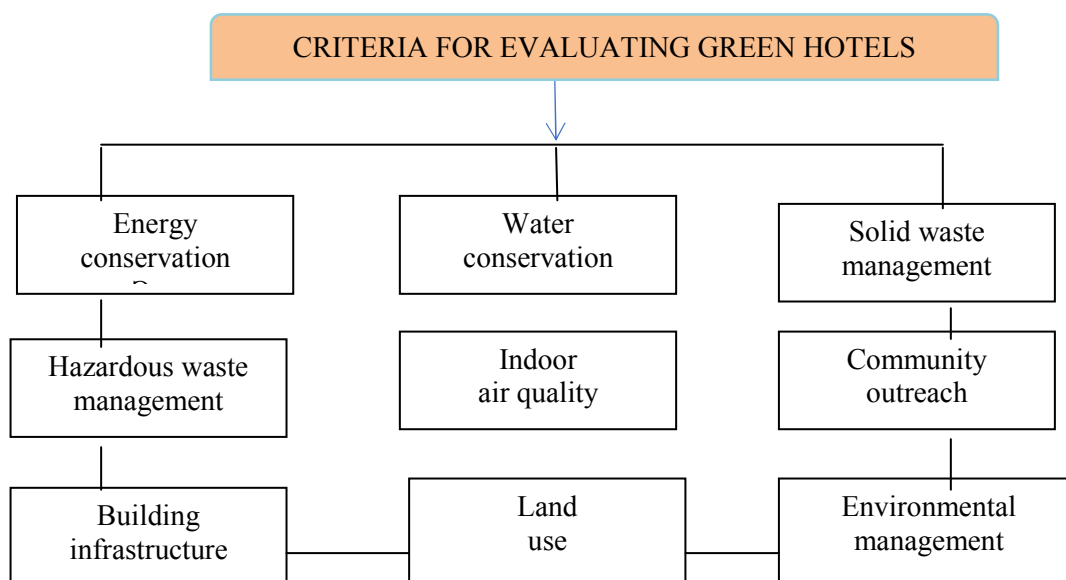 CRITERIA FOR EVALUATING GREEN HOTELS
Energy
conservation
Water
conservation
Solid waste
management
Hazardous waste
management
Indoor
air quality
Community
outreach
Building
infrastructure
Land
use
Environmental
management